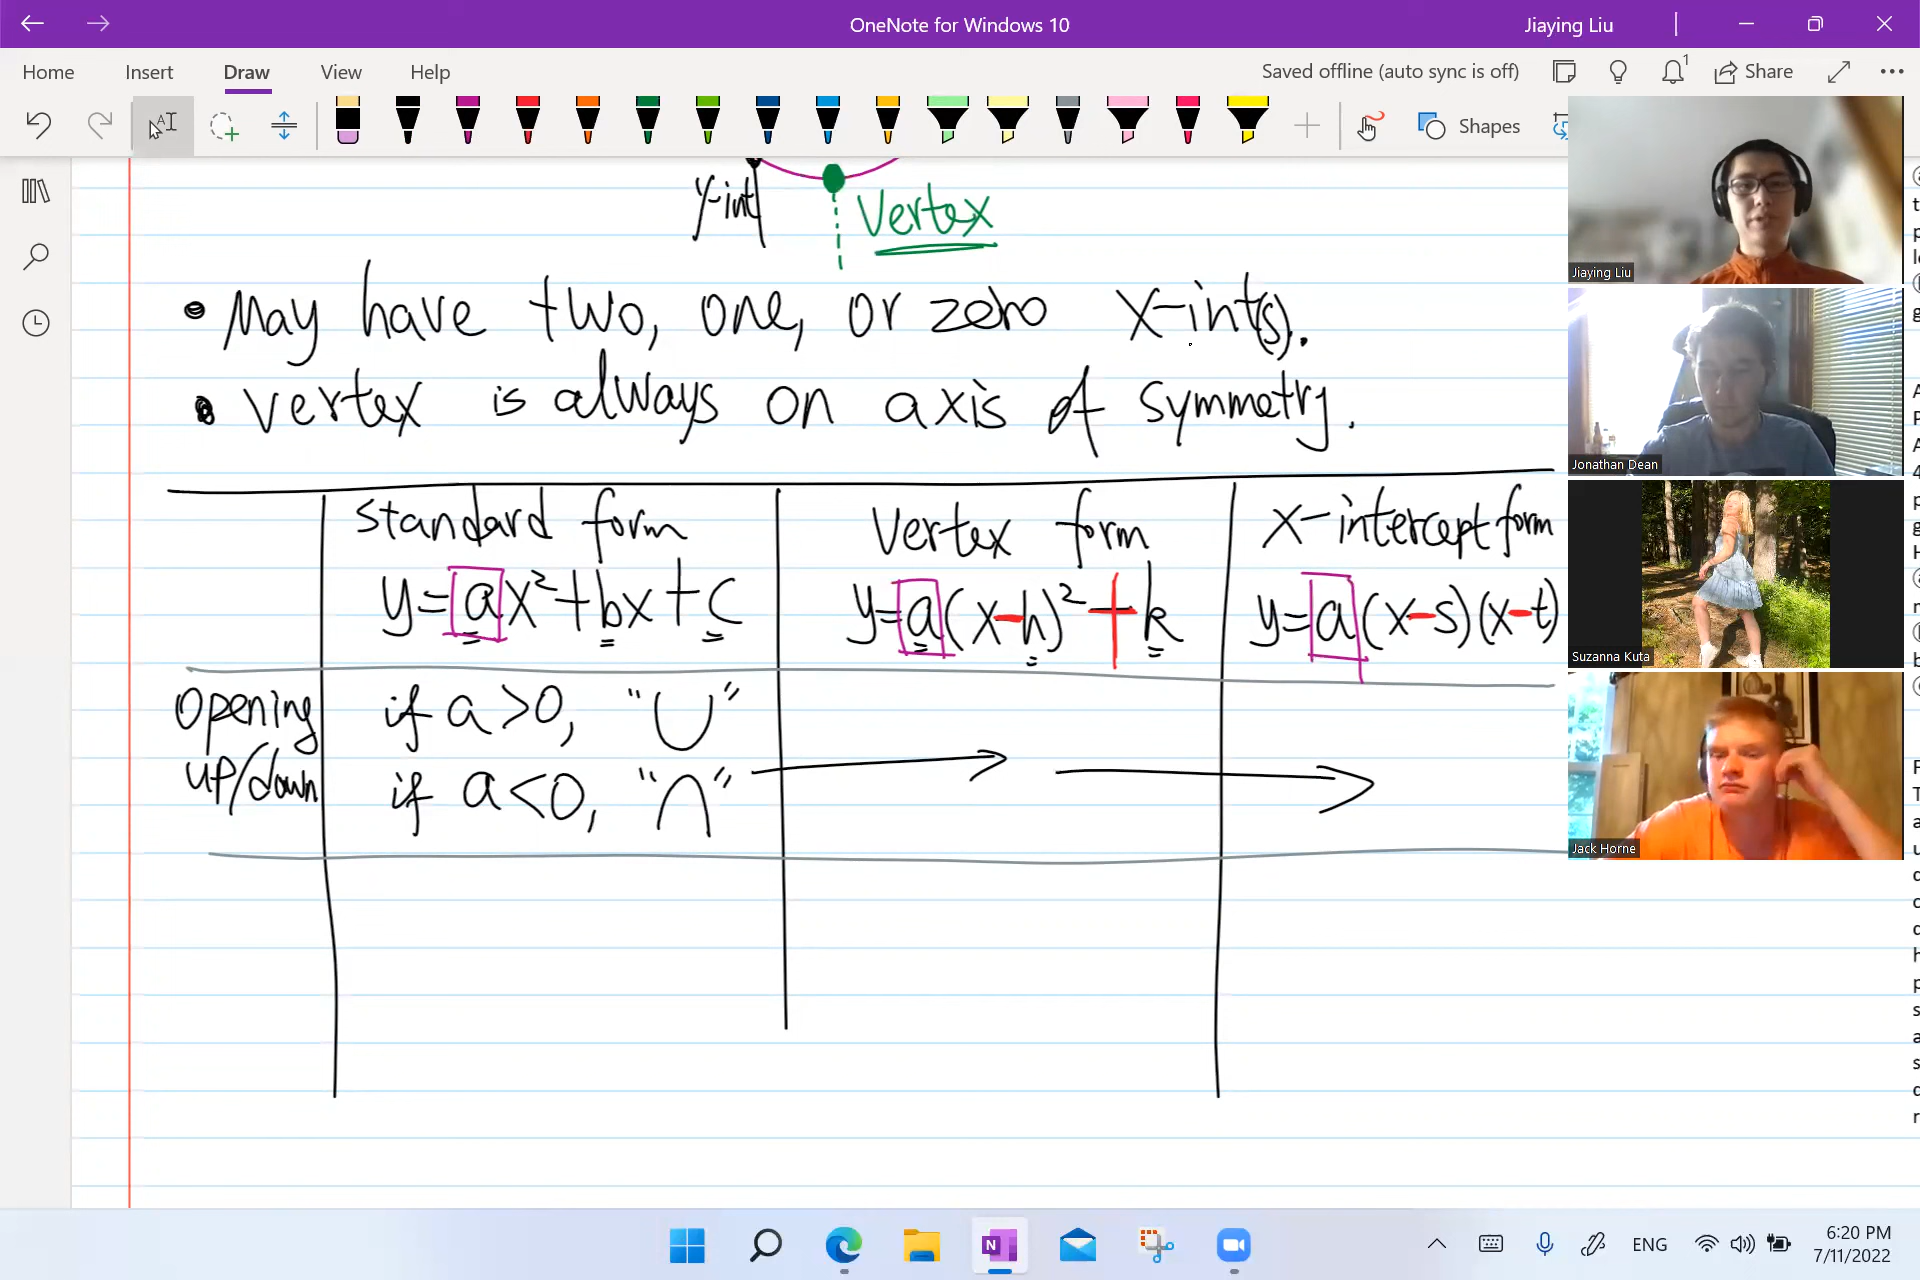 OneNote for Windows 10
Jiaying Liu
Home Insert Draw View Help
Saved offline (auto sync is off)
1
Share
Shapes
y-int
Vertex
• May have two, one, or zero x-int(s).
• Vertex is always on axis of symmetry.
Standard form
Vertex form
x-intercept form
y=ax²+bx+c
y=a(x-h)²+k
y=a(x-s)(x-t)
Opening up/down
if a>0, "∪"
if a<0, "∩"
Jiaying Liu
Jonathan Dean
Suzanna Kuta
Jack Horne
ENG
6:20 PM
7/11/2022